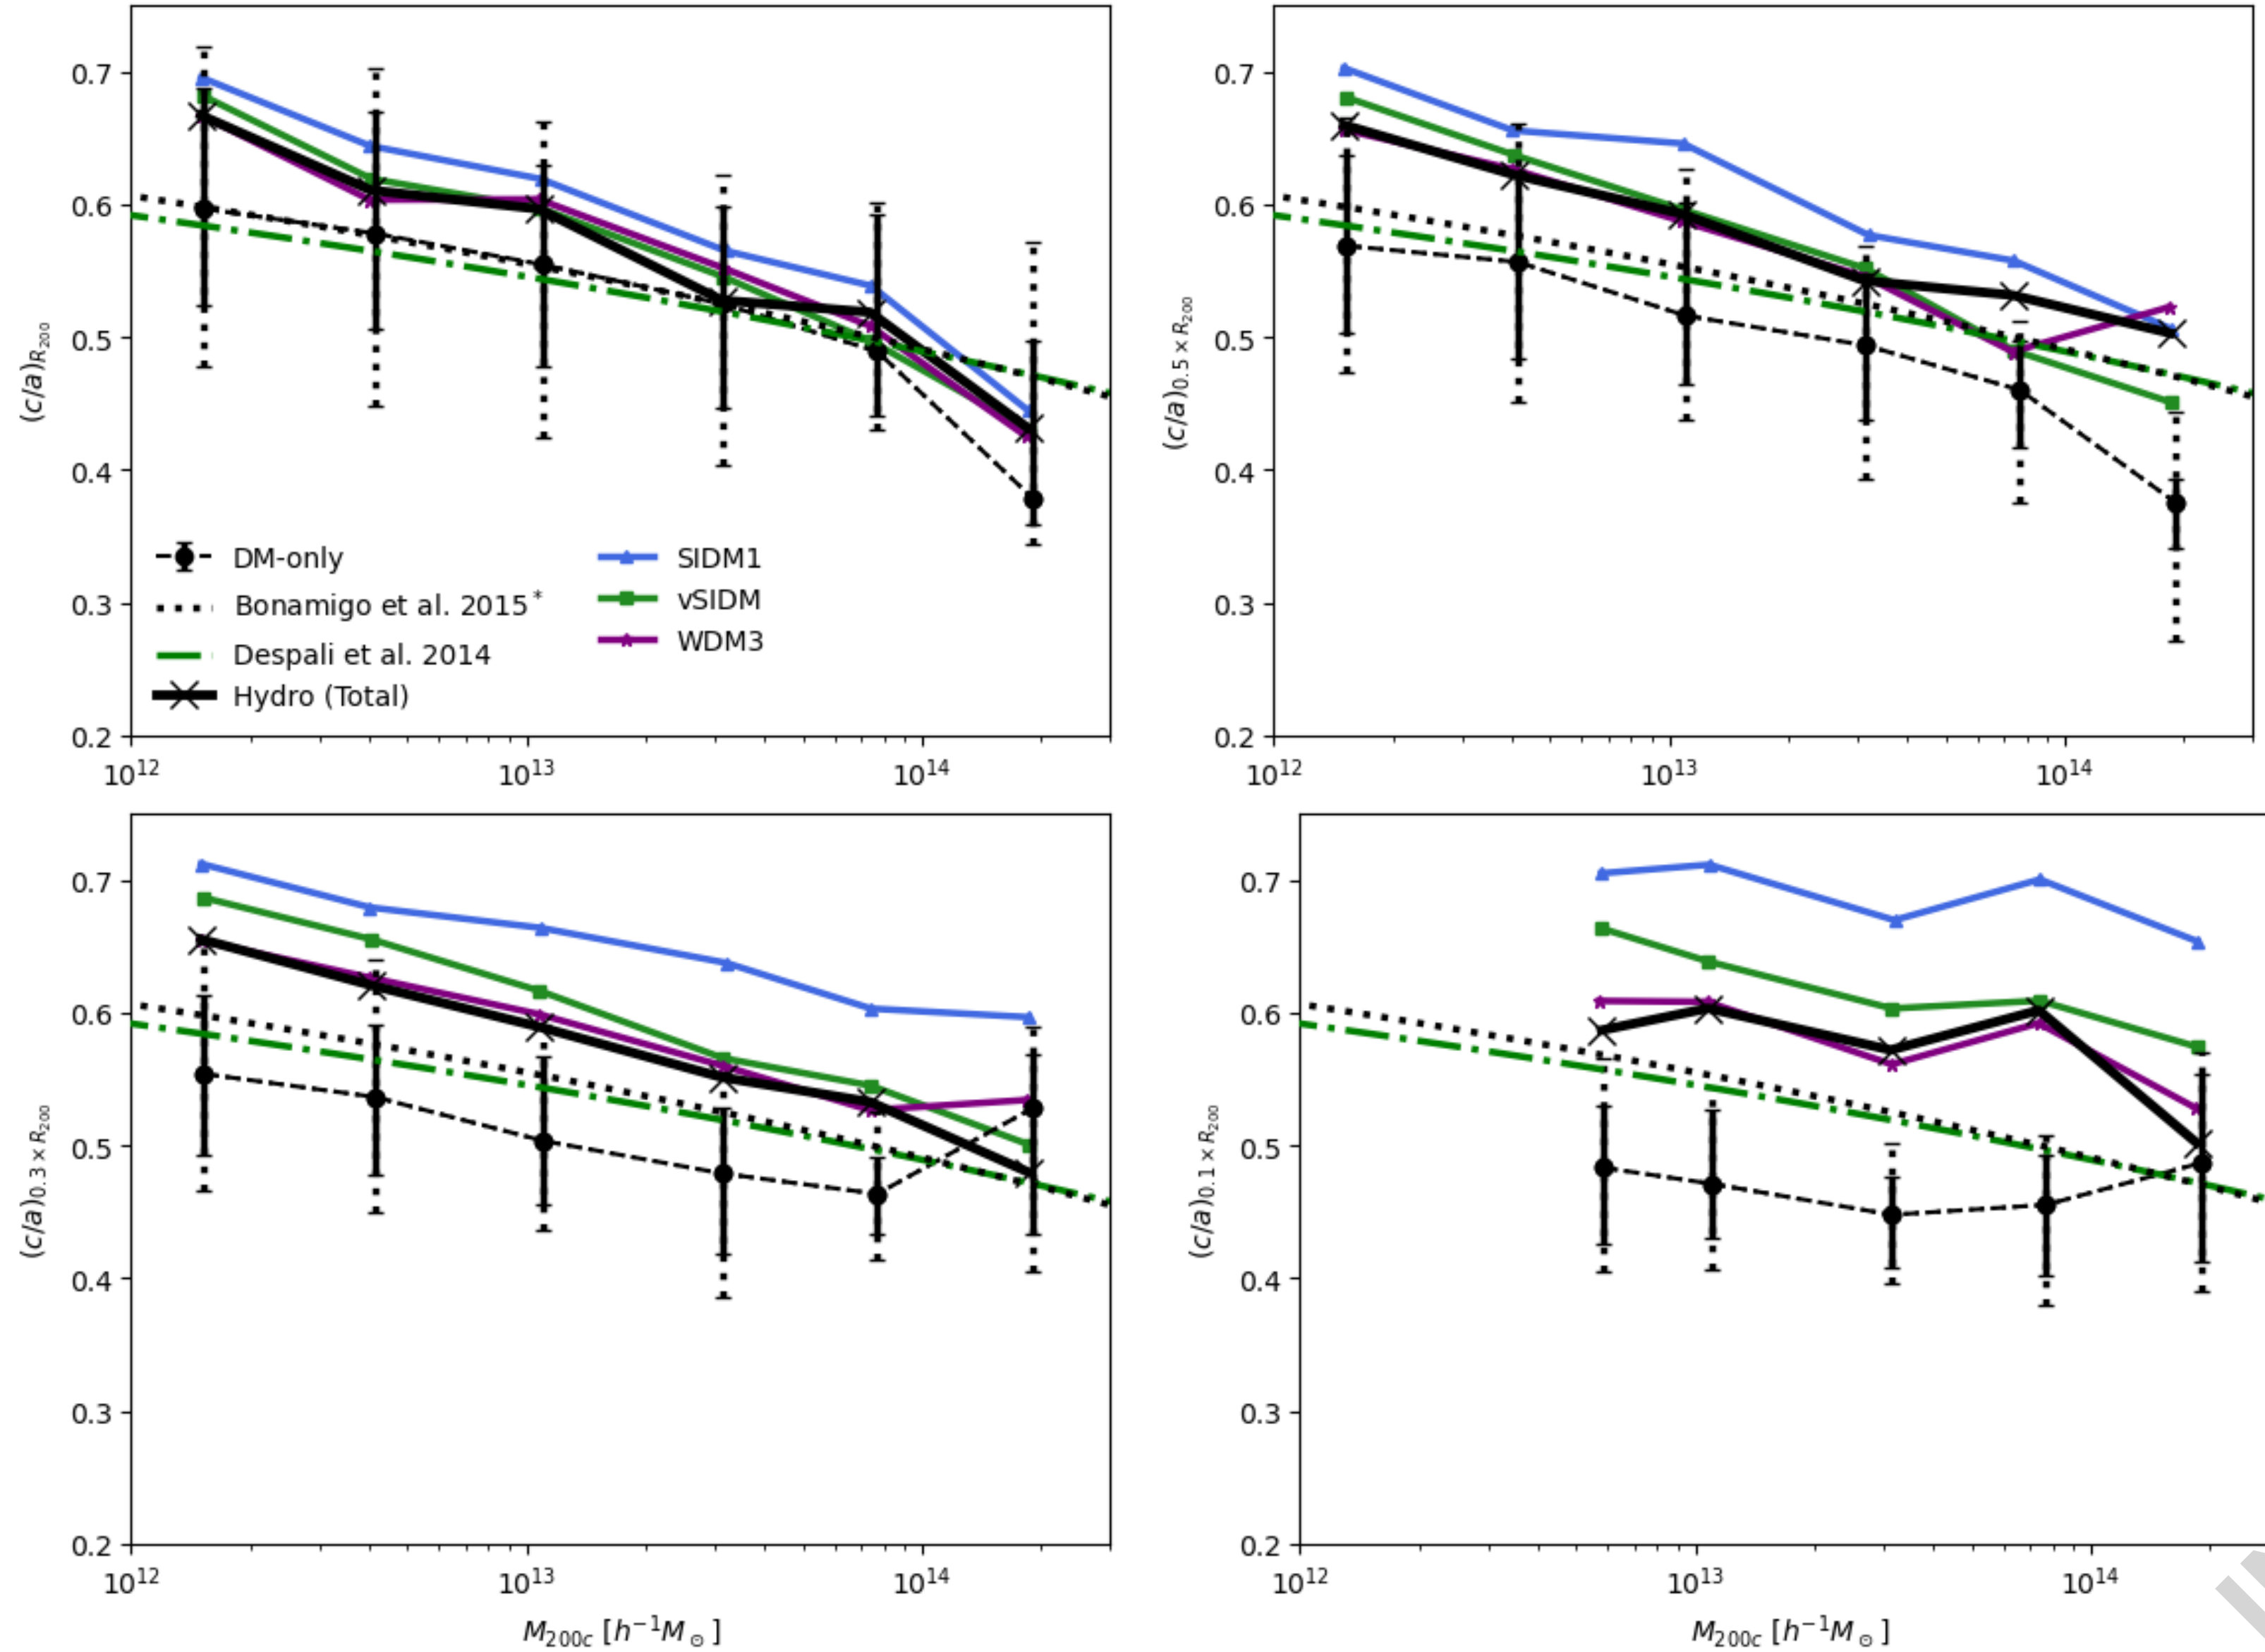 0.7
0.6
0.5
0.4
0.3
0.2
(c/a)R200
10^12
10^13
10^14
DM-only
Bonamigo et al. 2015*
Despali et al. 2014
Hydro (Total)
SIDM1
vSIDM
WDM3
0.7
0.6
0.5
0.4
0.3
0.2
(c/a)0.5 × R200
10^12
10^13
10^14
0.7
0.6
0.5
0.4
0.3
0.2
(c/a)0.3 × R200
10^12
10^13
10^14
M200c [h^−1 M⊙]
0.7
0.6
0.5
0.4
0.3
0.2
(c/a)0.1 × R200
10^12
10^13
10^14
M200c [h^−1 M⊙]